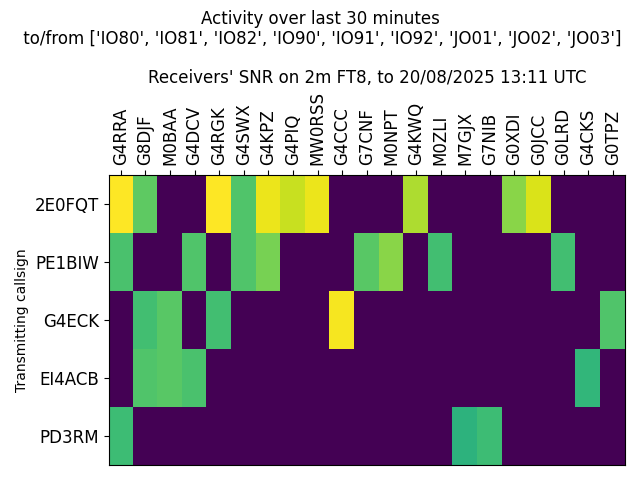 Activity over last 30 minutes
to/from ['IO80', 'IO81', 'IO82', 'IO90', 'IO91', 'IO92', 'JO01', 'JO02', 'JO03']
Receivers' SNR on 2m FT8, to 20/08/2025 13:11 UTC
G4RRA
G8DJF
M0BAA
G4DCV
G4RGK
G4SWX
G4KPZ
G4PIQ
MW0RSS
G4CCC
G7CNF
M0NPT
G4KWQ
M0ZLI
M7GJX
G7NIB
G0XDI
G0JCC
G0LRD
G4CKS
G0TPZ
Transmitting callsign
2E0FQT
PE1BIW
G4ECK
EI4ACB
PD3RM